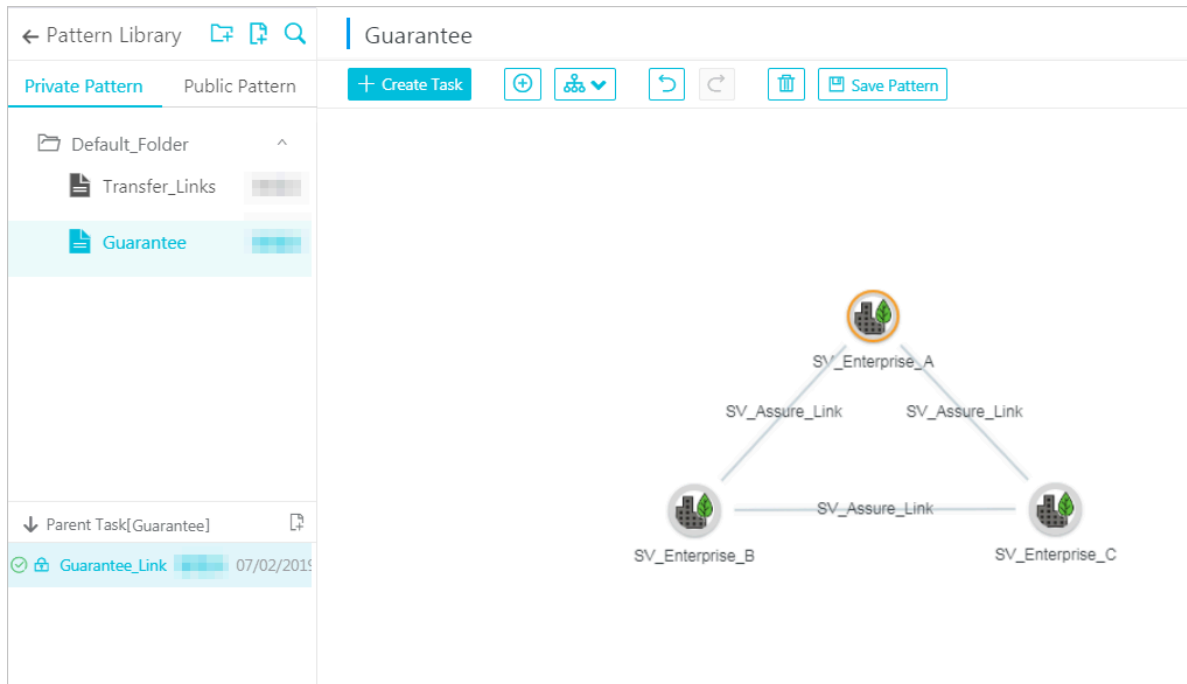 Pattern Library
Guarantee
Private Pattern Public Pattern
Create Task
Save Pattern
Default_Folder
Transfer_Links
Guarantee
SV_Enterprise_A
SV_Assure_Link SV_Assure_Link
SV_Assure_Link
SV_Enterprise_B SV_Enterprise_C
Parent Task[Guarantee]
Guarantee_Link 07/02/2019